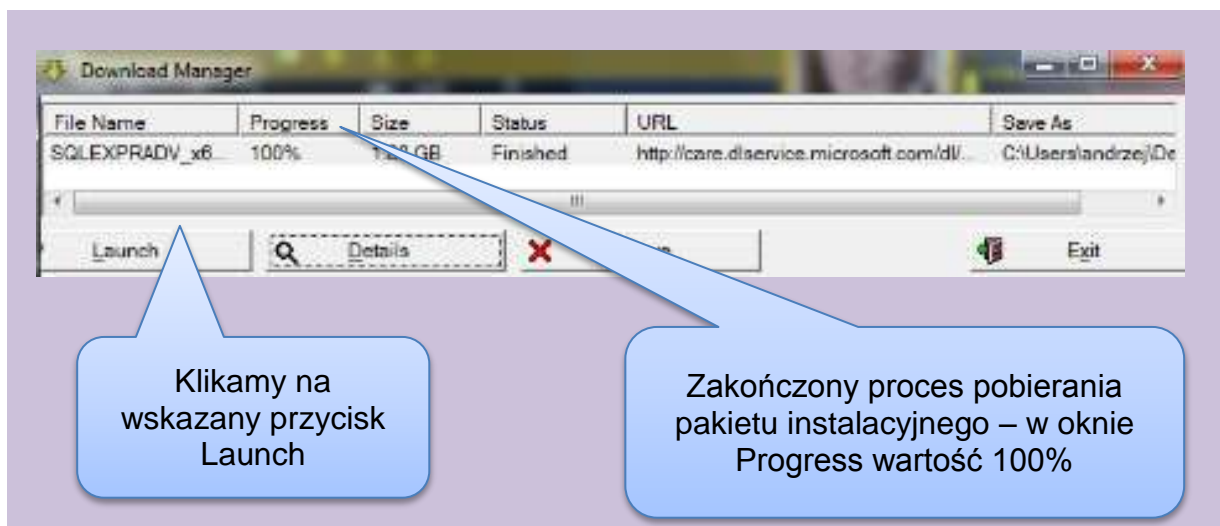 Download Manager
File Name Progress Size Status URL Save As
SQLEXPRADV_x6... 100% GB Finished http://care.dlservice.microsoft.com/dl/... C:\Users\andrzej\De
Launch Details Exit
Klikamy na
wskazany przycisk
Launch
Zakończony proces pobierania
pakietu instalacyjnego – w oknie
Progress wartość 100%